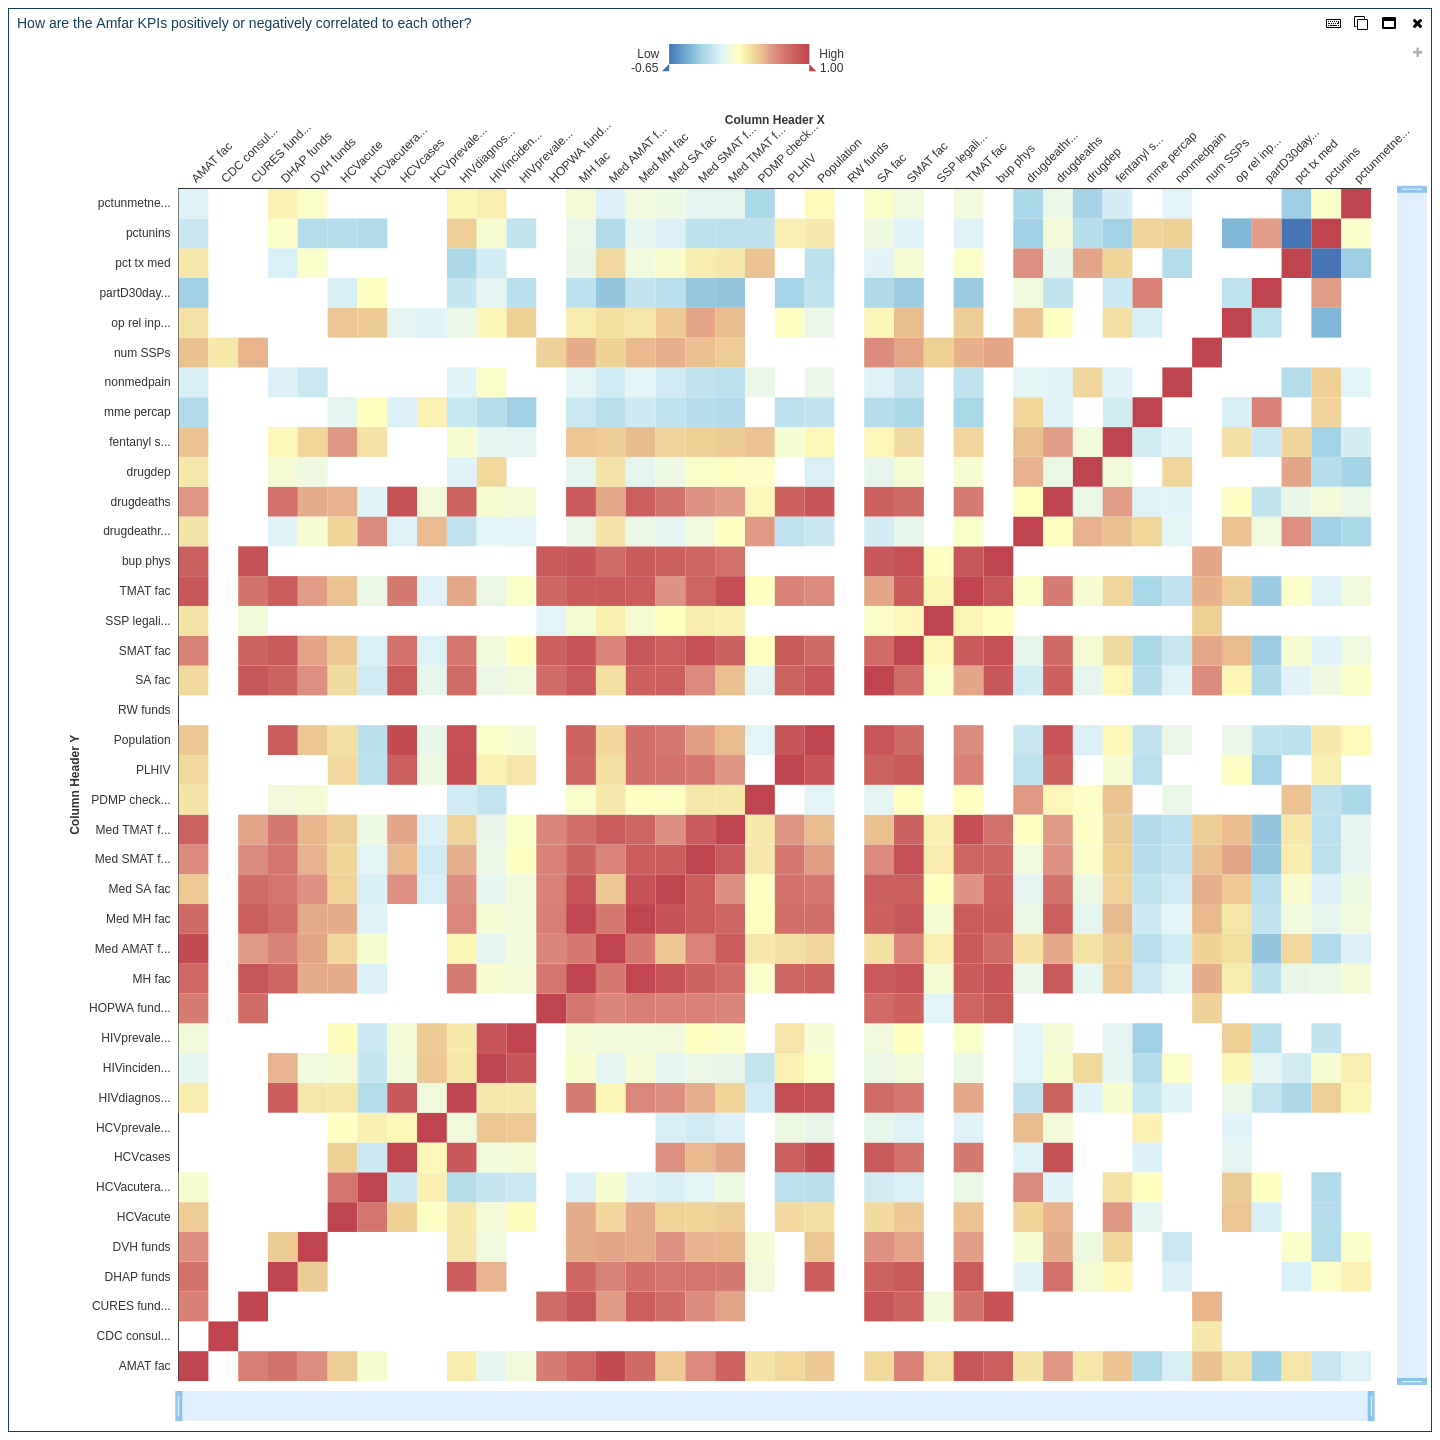 How are the Amfar KPIs positively or negatively correlated to each other?
Low High
-0.65 1.00
Column Header X
AMAT fac
CDC consul...
CURES fund...
DHAP funds
DVH funds
HCVacute
HCVacutera...
HCVcases
HCVprevale...
HIVdiagnos...
HIVinciden...
HIVprevale...
HOPWA fund...
MH fac
Med AMAT f...
Med MH fac
Med SA fac
Med SMAT f...
Med TMAT f...
PDMP check...
PLHIV
Population
RW funds
SA fac
SMAT fac
SSP legali...
TMAT fac
bup phys
drugdeathr...
drugdeaths
drugdep
fentanyl s...
mme percap
nonmedpain
num SSPs
op rel inp...
partD30day...
pct tx med
pctunins
pctunmetne...
Column Header Y
pctunmetne...
pctunins
pct tx med
partD30day...
op rel inp...
num SSPs
nonmedpain
mme percap
fentanyl s...
drugdep
drugdeaths
drugdeathr...
bup phys
TMAT fac
SSP legali...
SMAT fac
SA fac
RW funds
Population
PLHIV
PDMP check...
Med TMAT f...
Med SMAT f...
Med SA fac
Med MH fac
Med AMAT f...
MH fac
HOPWA fund...
HIVprevale...
HIVinciden...
HIVdiagnos...
HCVprevale...
HCVcases
HCVacutera...
HCVacute
DVH funds
DHAP funds
CURES fund...
CDC consul...
AMAT fac